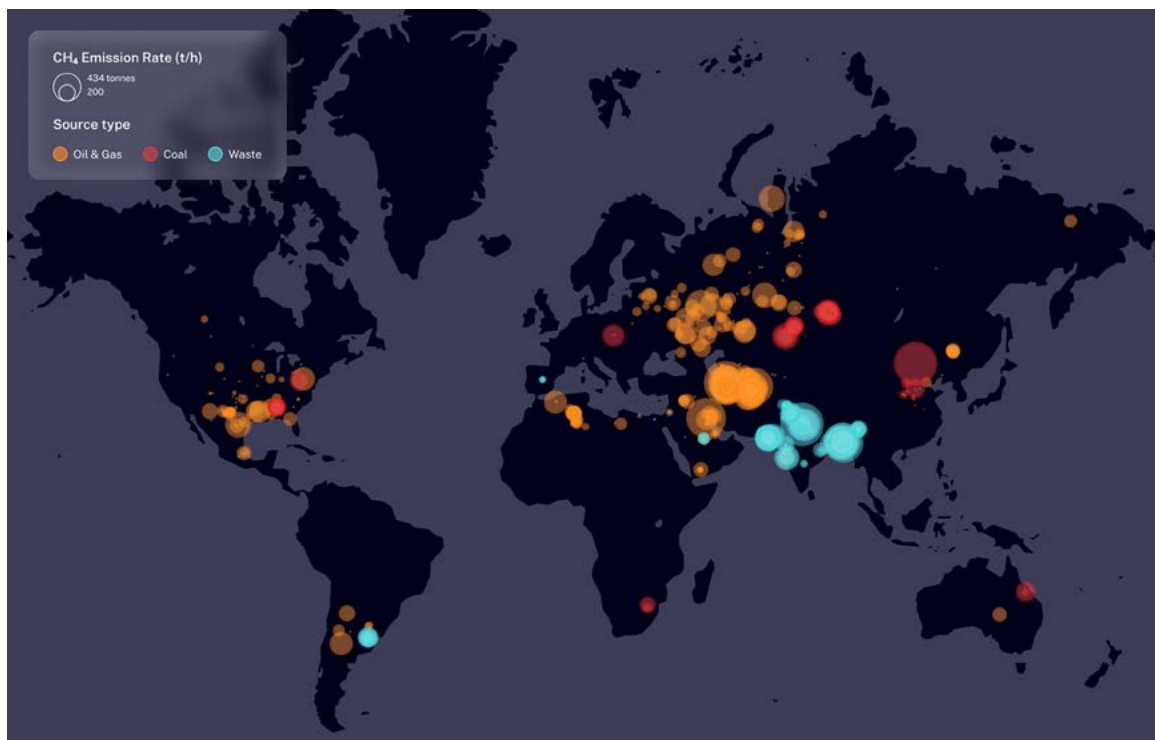 CH₄ Emission Rate (t/h)
434 tonnes
200
Source type
Oil & Gas Coal Waste